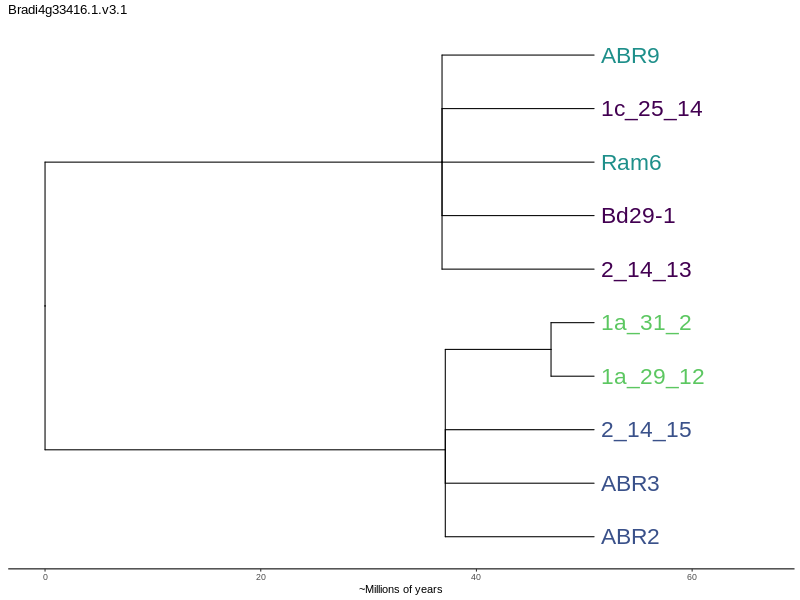 Bradi4g33416.1.v3.1
ABR9
1c_25_14
Ram6
Bd29-1
2_14_13
1a_31_2
1a_29_12
2_14_15
ABR3
ABR2
0 20 40 60
~Millions of years